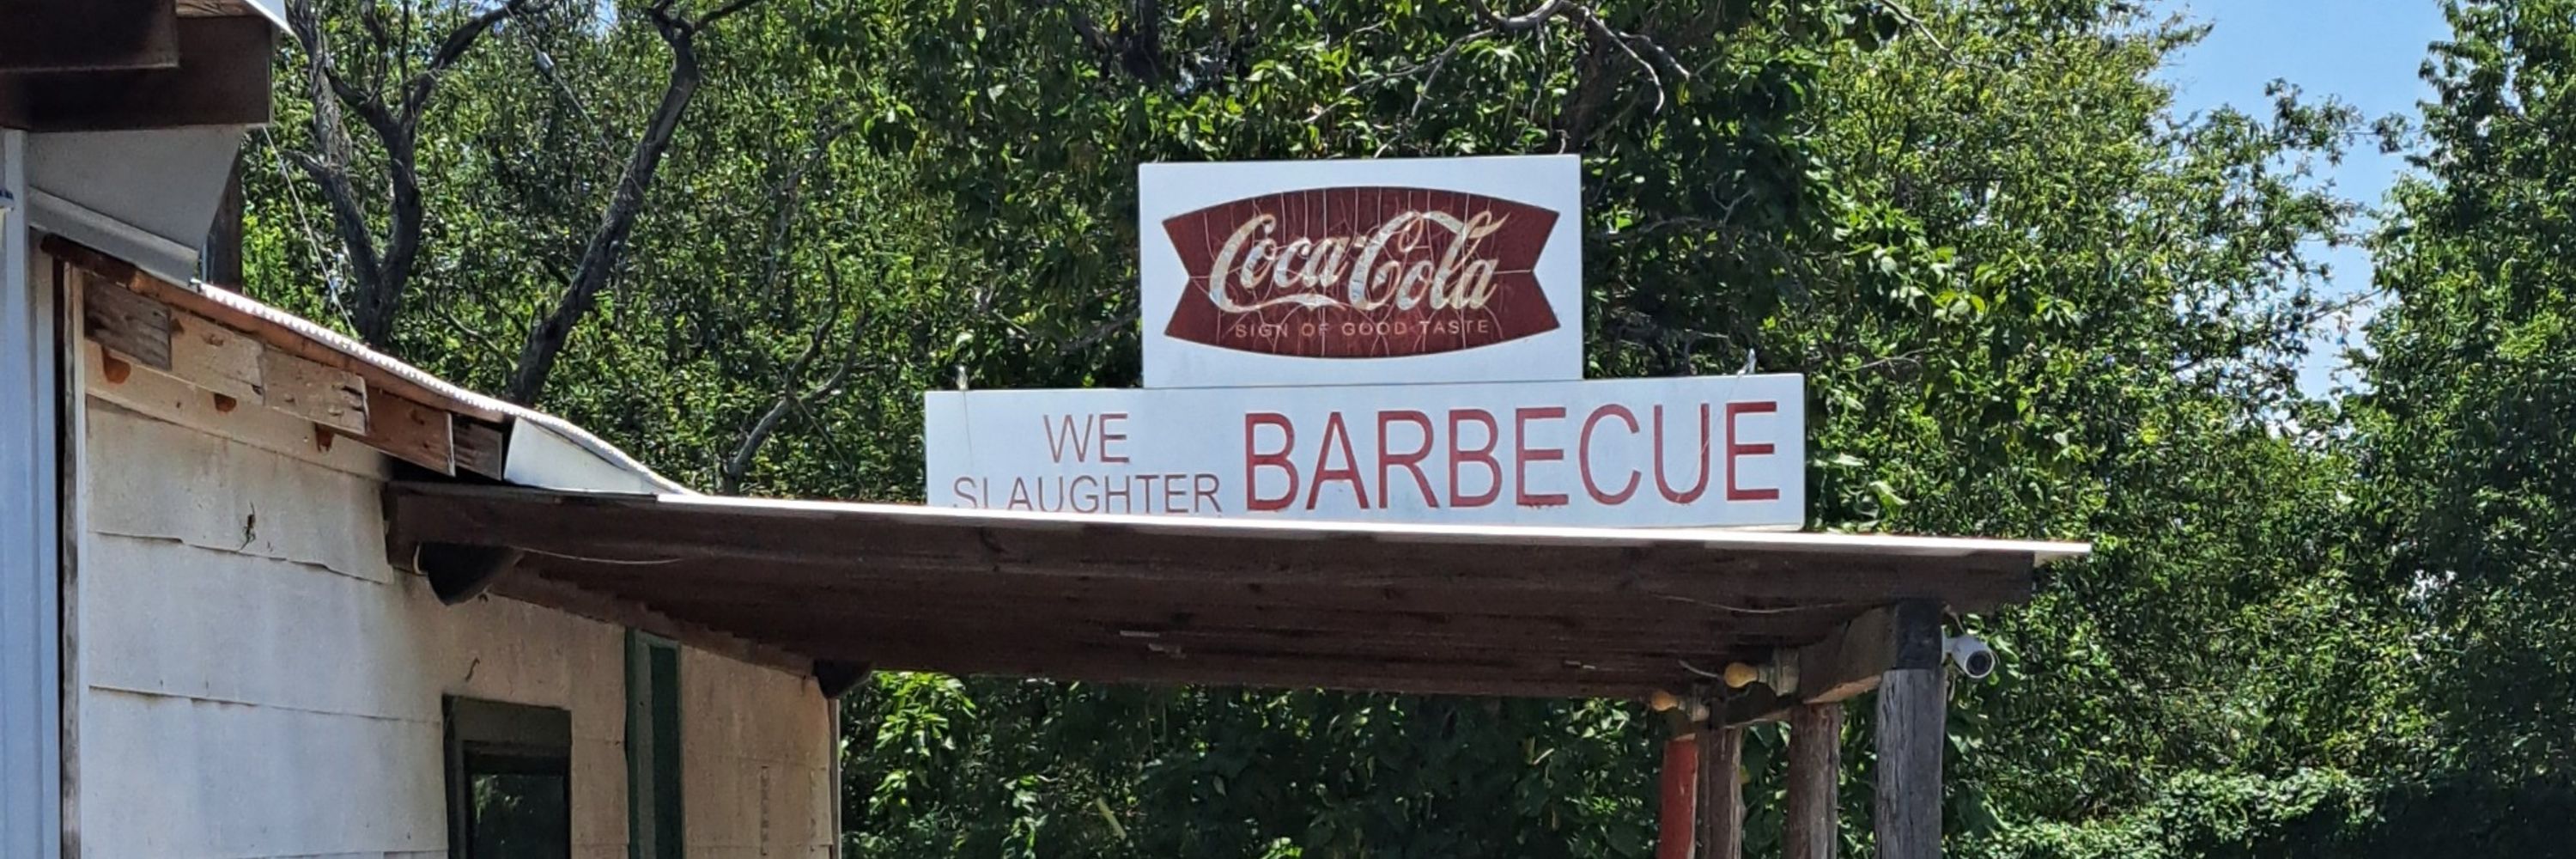 Coca-Cola
SIGN OF GOOD TASTE
WE
SLAUGHTER
BARBECUE